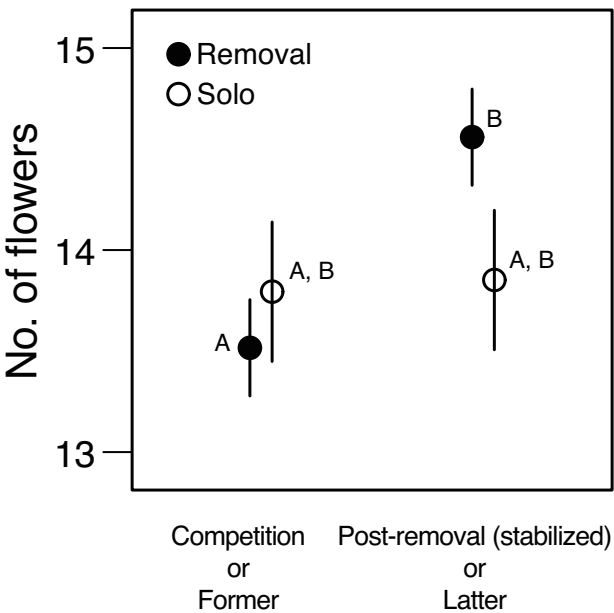 No. of flowers
15
14
13
Removal
Solo
A
A, B
B
A, B
Competition
or
Former
Post-removal (stabilized)
or
Latter